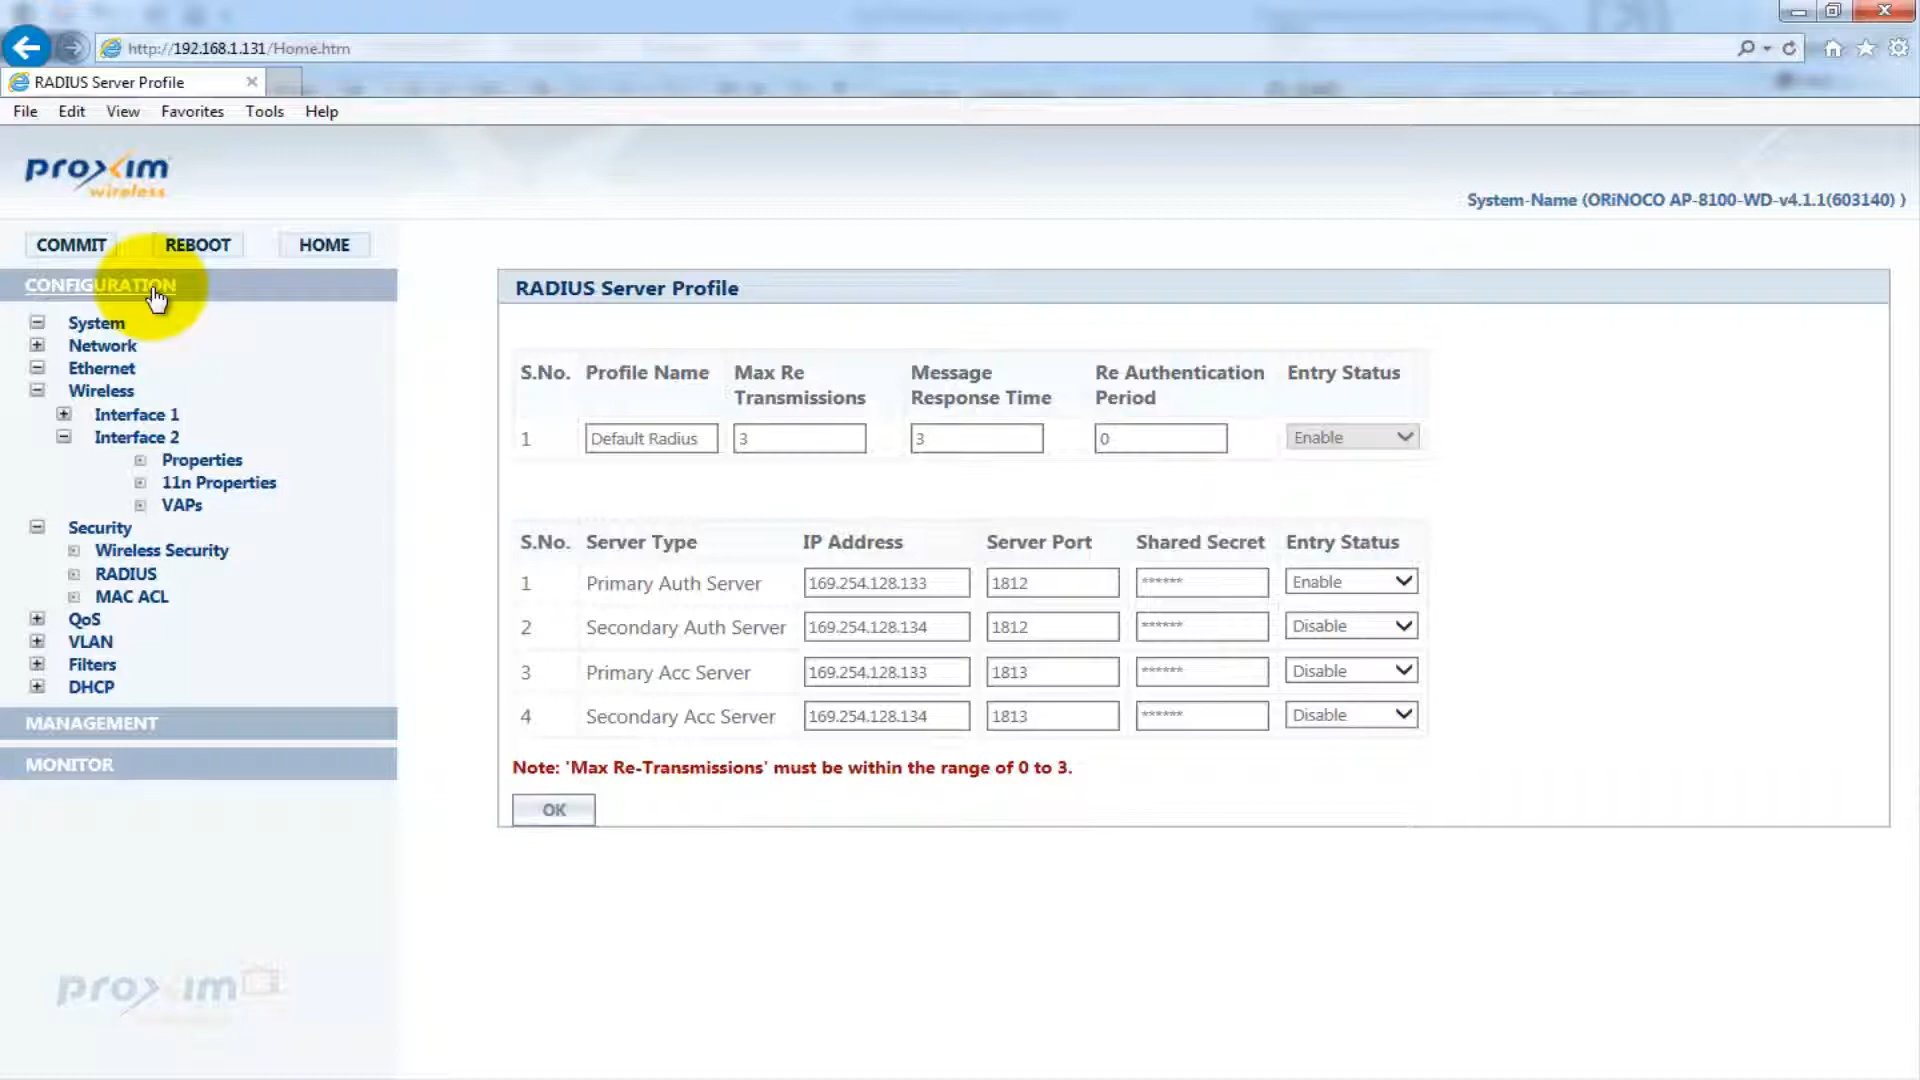 http://192.168.1.131/Home.htm
RADIUS Server Profile
File Edit View Favorites Tools Help
proxim
wireless
System-Name (ORiNOCO AP-8100-WD-v4.1.1(603140) )
COMMIT REBOOT HOME
CONFIGURATION
System
Network
Ethernet
Wireless
Interface 1
Interface 2
Properties
11n Properties
VAPs
Security
Wireless Security
RADIUS
MAC ACL
QoS
VLAN
Filters
DHCP
MANAGEMENT
MONITOR
proxim
RADIUS Server Profile
S.No. Profile Name Max Re Transmissions Message Response Time Re Authentication Period Entry Status
1 Default Radius 3 3 0 Enable
S.No. Server Type IP Address Server Port Shared Secret Entry Status
1 Primary Auth Server 169.254.128.133 1812 ****** Enable
2 Secondary Auth Server 169.254.128.134 1812 ****** Disable
3 Primary Acc Server 169.254.128.133 1813 ****** Disable
4 Secondary Acc Server 169.254.128.134 1813 ****** Disable
Note: 'Max Re-Transmissions' must be within the range of 0 to 3.
OK